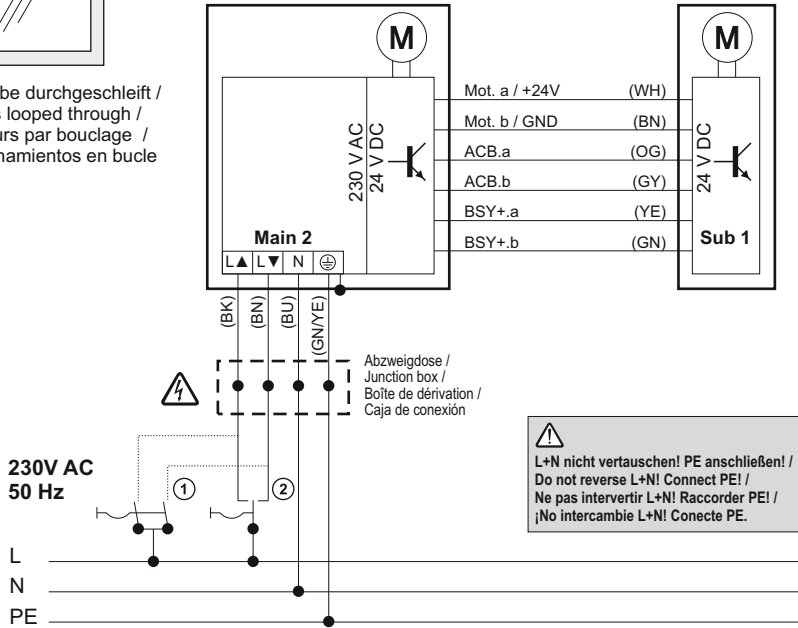 M
M
be durchgeschleift /
looped through /
urs par bouclage /
namientos en bucle
230 V AC
24 V DC
Mot. a / +24V (WH)
Mot. b / GND (BN)
ACB.a (OG)
ACB.b (GY)
BSY+.a (YE)
BSY+.b (GN)
24 V DC
Main 2
Sub 1
L▲ L▼ N
(BK)
(BN)
(BU)
(GN/YE)
Abzweigdose /
Junction box /
Boîte de dérivation /
Caja de conexión
L+N nicht vertauschen! PE anschließen! /
Do not reverse L+N! Connect PE! /
Ne pas intervertir L+N! Raccorder PE! /
¡No intercambie L+N! Conecte PE.
230V AC
50 Hz
① ②
L
N
PE